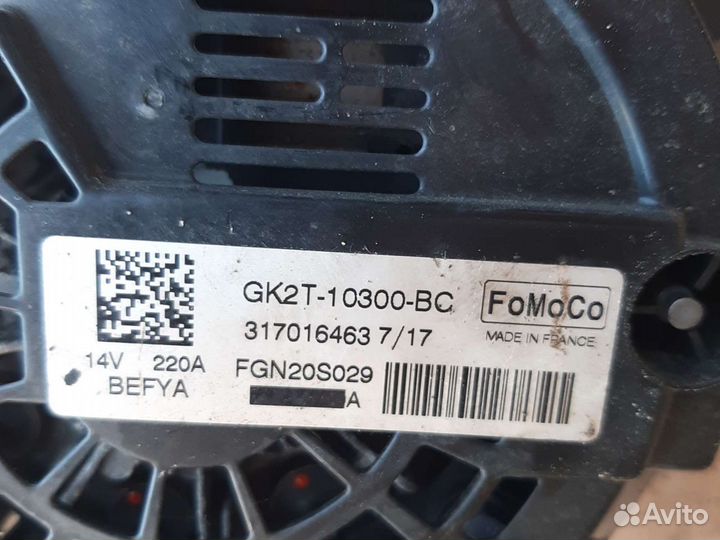 GK2T-10300-BC
FoMoCo
317016463 7/17
MADE IN FRANCE
14V 220A
FGN20S029
BEFYA
A
Avito